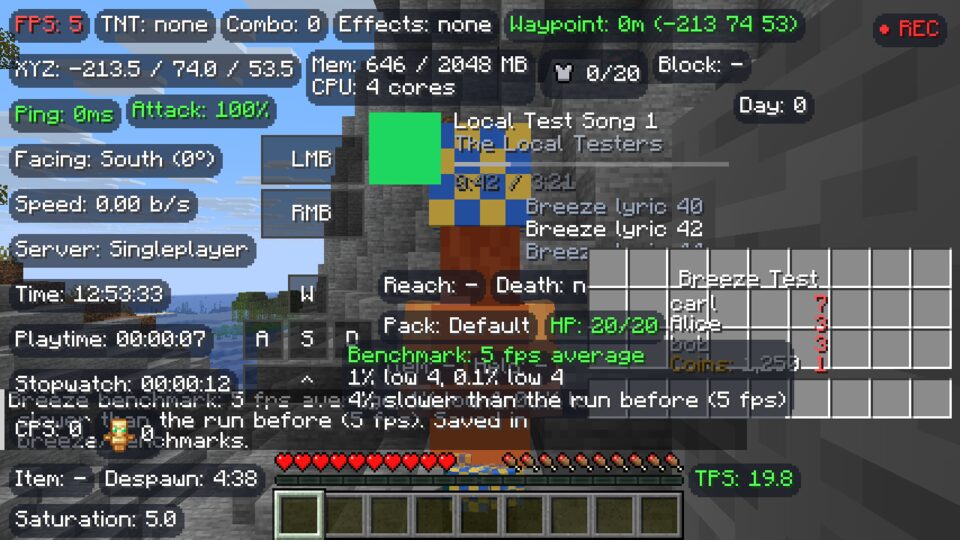 FPS: 5 TNT: none Combo: 0 Effects: none Waypoint: 0m (-213 74 53) REC
XYZ: -213.5 / 74.0 / 53.5 Mem: 646 / 2048 MB 0/20 Block: -
CPU: 4 cores
Ping: 0ms Attack: 100% Day: 0
Local Test Song 1
The Local Testers
Facing: South (0°) LMB
0:42 / 3:21
Speed: 0.00 b/s RMB
Breeze lyric 40
Breeze lyric 42
Breeze lyric 44
Server: Singleplayer
Breeze Test
Time: 12:53:33 W Reach: - Death: n
carl 7
Alice 3
bob 3
Coins: 1,250 1
Playtime: 00:00:07 A S D Pack: Default HP: 20/20
Benchmark: 5 fps average
1% low 4, 0.1% low 4
4% slower than the run before (5 fps)
Stopwatch: 00:00:12 ^
Breeze benchmark: 5 fps
slower than the run before (5 fps). Saved in
CPS: 0 0
Item: - Despawn: 4:38 TPS: 19.8
Saturation: 5.0